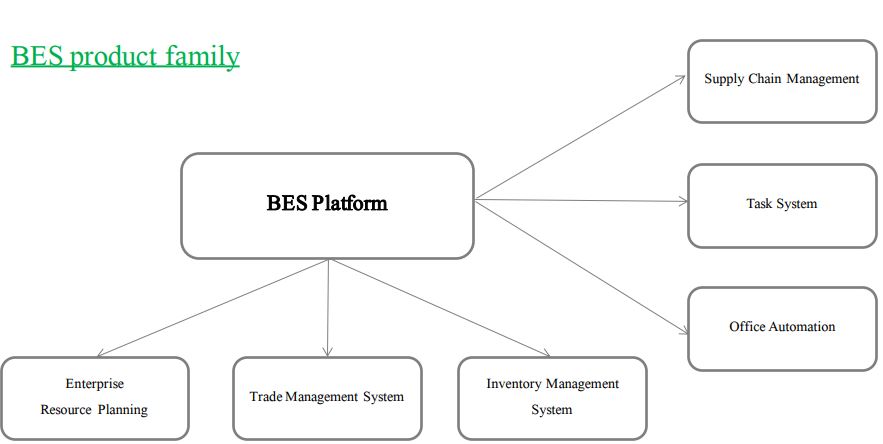 BES product family
Supply Chain Management
BES Platform
Task System
Office Automation
Enterprise
Resource Planning
Trade Management System
Inventory Management
System